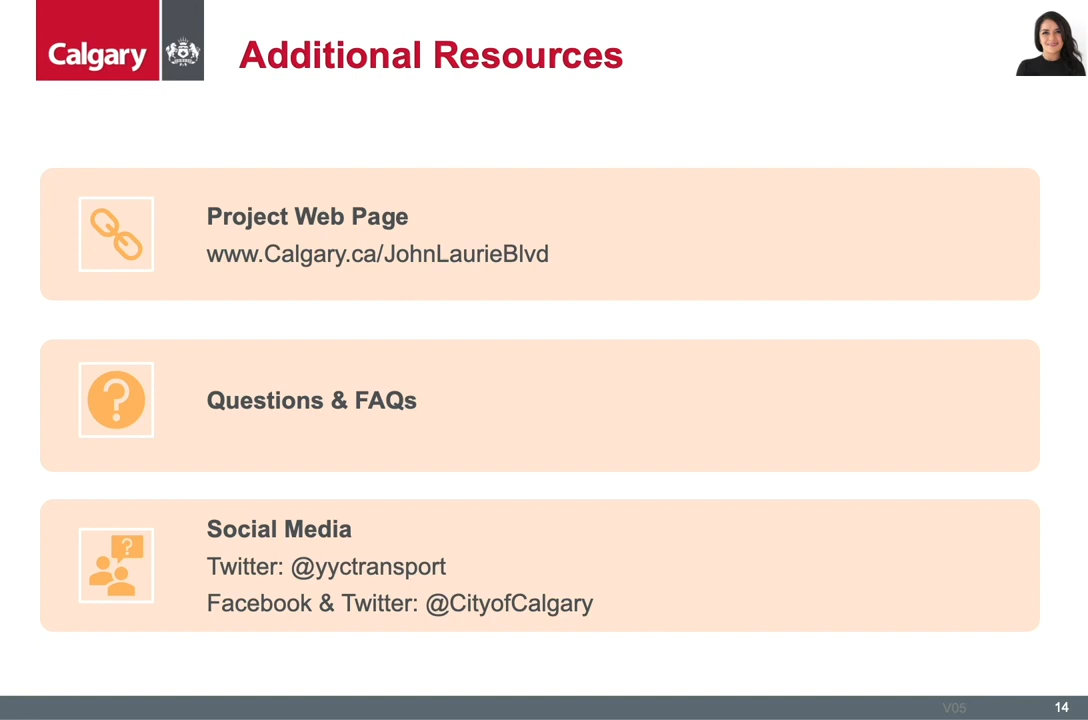 Calgary
Additional Resources
Project Web Page
www.Calgary.ca/JohnLaurieBlvd
?
Questions & FAQs
?
Social Media
Twitter: @yyctransport
Facebook & Twitter: @CityofCalgary
V05
14